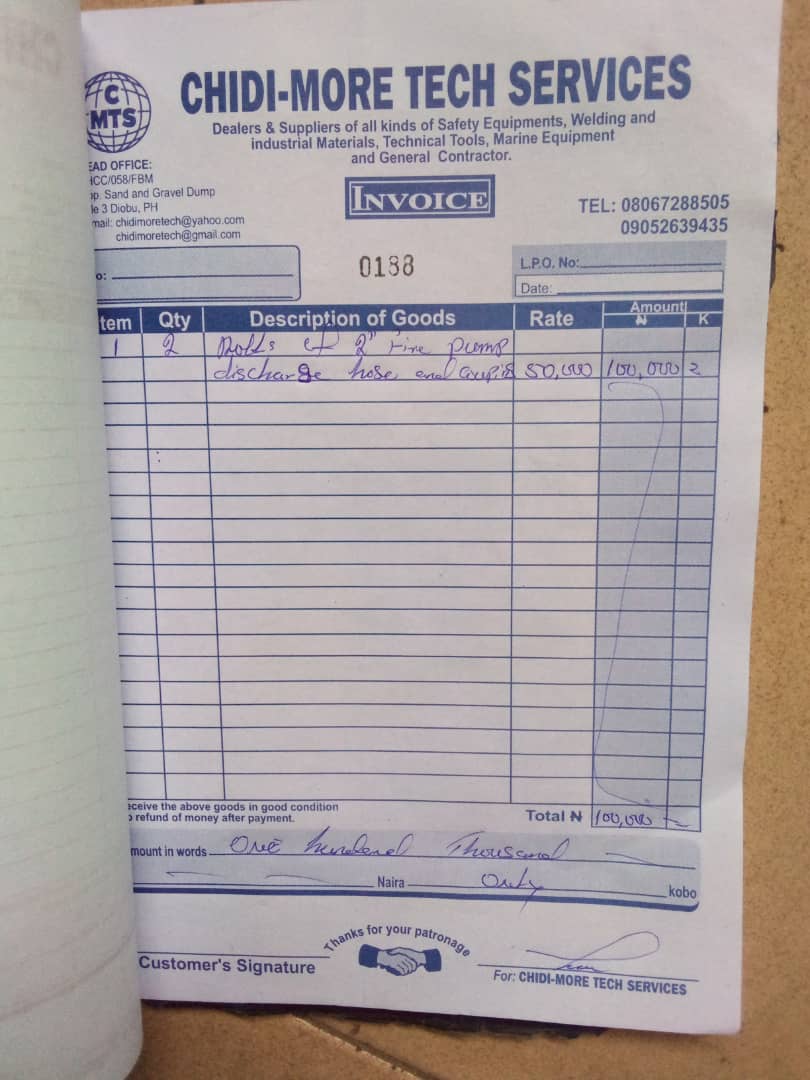 CHIDI-MORE TECH SERVICES
C
MTS
Dealers & Suppliers of all kinds of Safety Equipments, Welding and
industrial Materials, Technical Tools, Marine Equipment
and General Contractor.
EAD OFFICE:
ICC/058/FBM
pp. Sand and Gravel Dump
le 3 Diobu, PH
mail: chidimoretech@yahoo.com
chidimoretech@gmail.com
INVOICE
TEL: 08067288505
09052639435
o:
0188
L.P.O. No:
Date:
tem Qty Description of Goods Rate Amount
₦ K
1 2 of 2" Fire pump
discharge hose and 50,000 100,000 =
eceive the above goods in good condition
o refund of money after payment.
Total ₦ 100,000 =
mount in words One hundred Thousand
Naira Only kobo
Thanks for your patronage
Customer's Signature
For: CHIDI-MORE TECH SERVICES